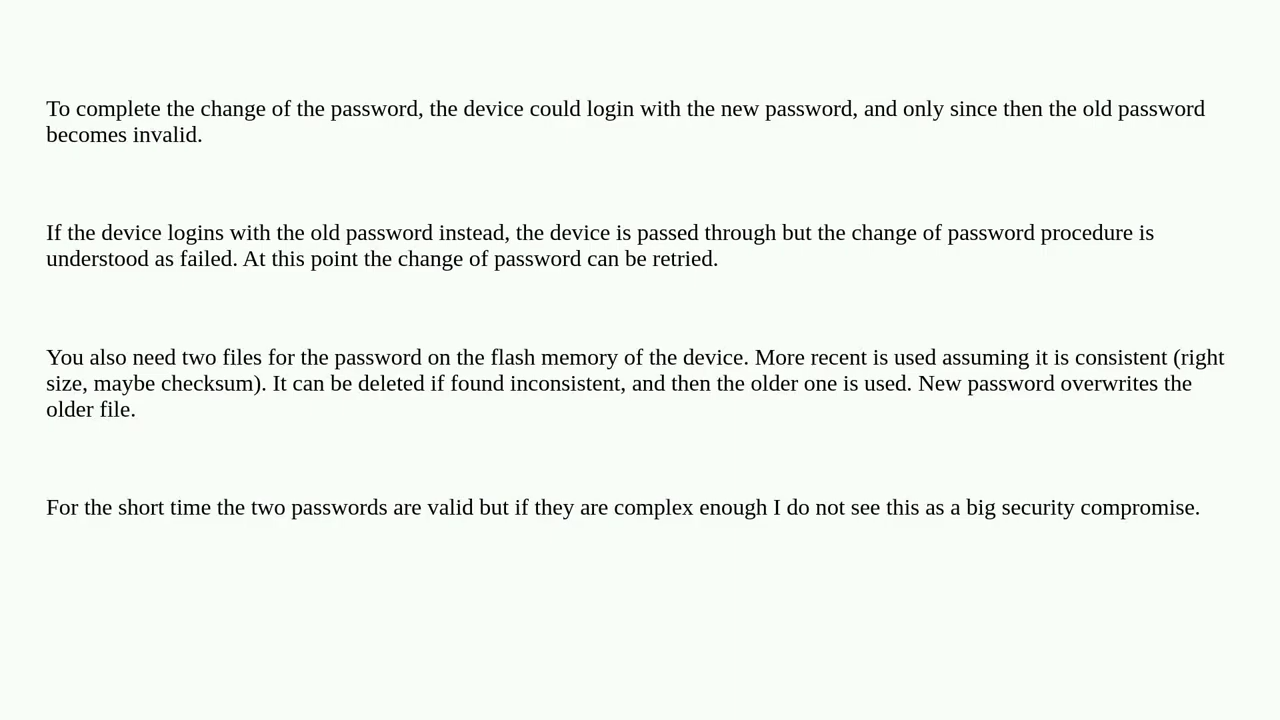 To complete the change of the password, the device could login with the new password, and only since then the old password
becomes invalid.
If the device logins with the old password instead, the device is passed through but the change of password procedure is
understood as failed. At this point the change of password can be retried.
You also need two files for the password on the flash memory of the device. More recent is used assuming it is consistent (right
size, maybe checksum). It can be deleted if found inconsistent, and then the older one is used. New password overwrites the
older file.
For the short time the two passwords are valid but if they are complex enough I do not see this as a big security compromise.